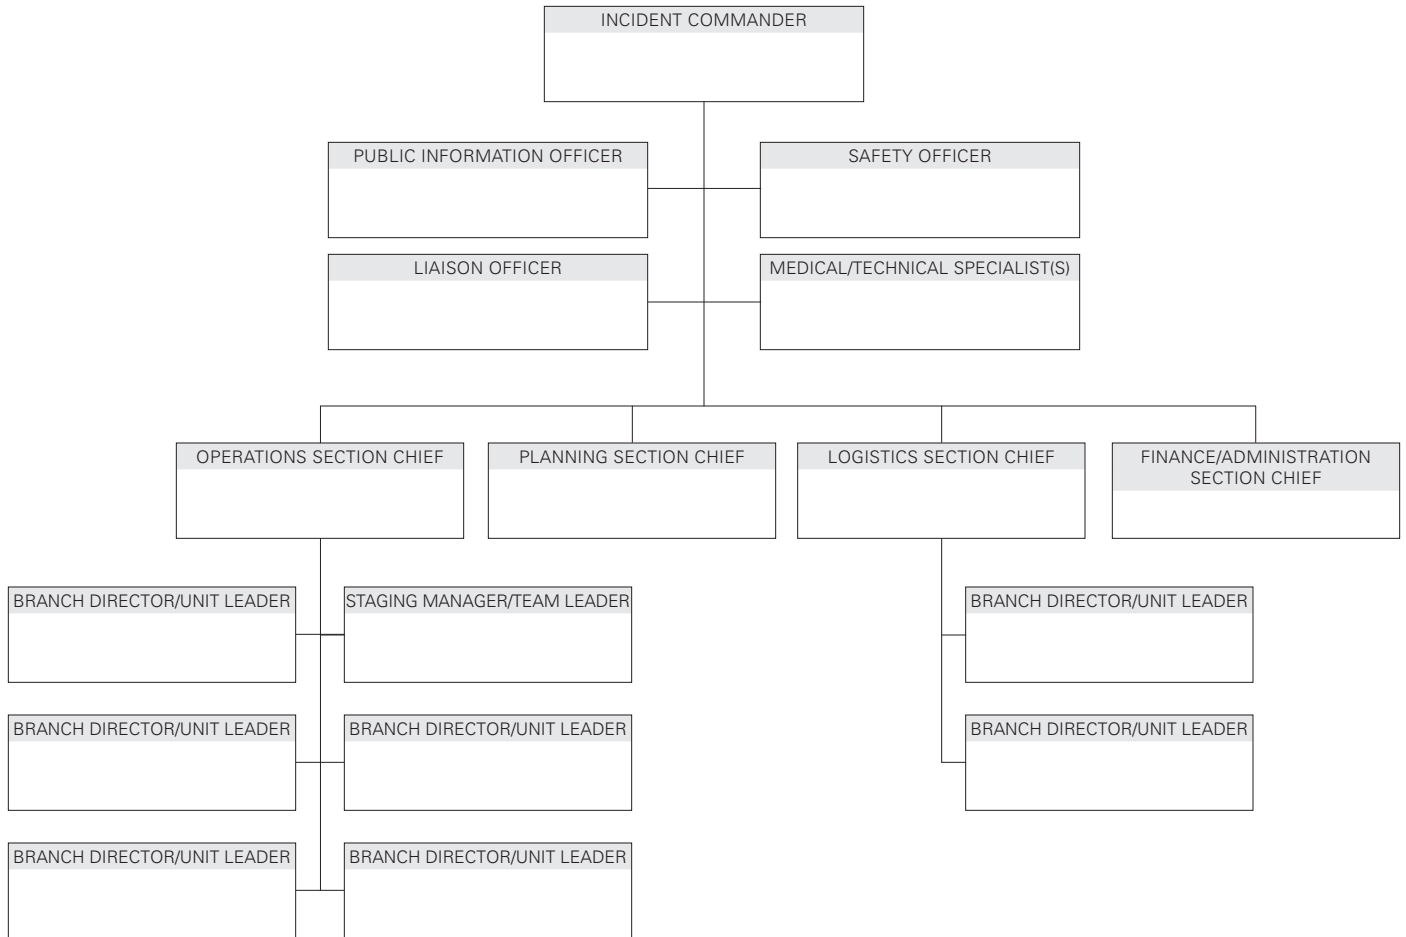 INCIDENT COMMANDER
PUBLIC INFORMATION OFFICER
SAFETY OFFICER
LIAISON OFFICER
MEDICAL/TECHNICAL SPECIALIST(S)
OPERATIONS SECTION CHIEF
PLANNING SECTION CHIEF
LOGISTICS SECTION CHIEF
FINANCE/ADMINISTRATION
SECTION CHIEF
BRANCH DIRECTOR/UNIT LEADER
STAGING MANAGER/TEAM LEADER
BRANCH DIRECTOR/UNIT LEADER
BRANCH DIRECTOR/UNIT LEADER
BRANCH DIRECTOR/UNIT LEADER
BRANCH DIRECTOR/UNIT LEADER
BRANCH DIRECTOR/UNIT LEADER
BRANCH DIRECTOR/UNIT LEADER